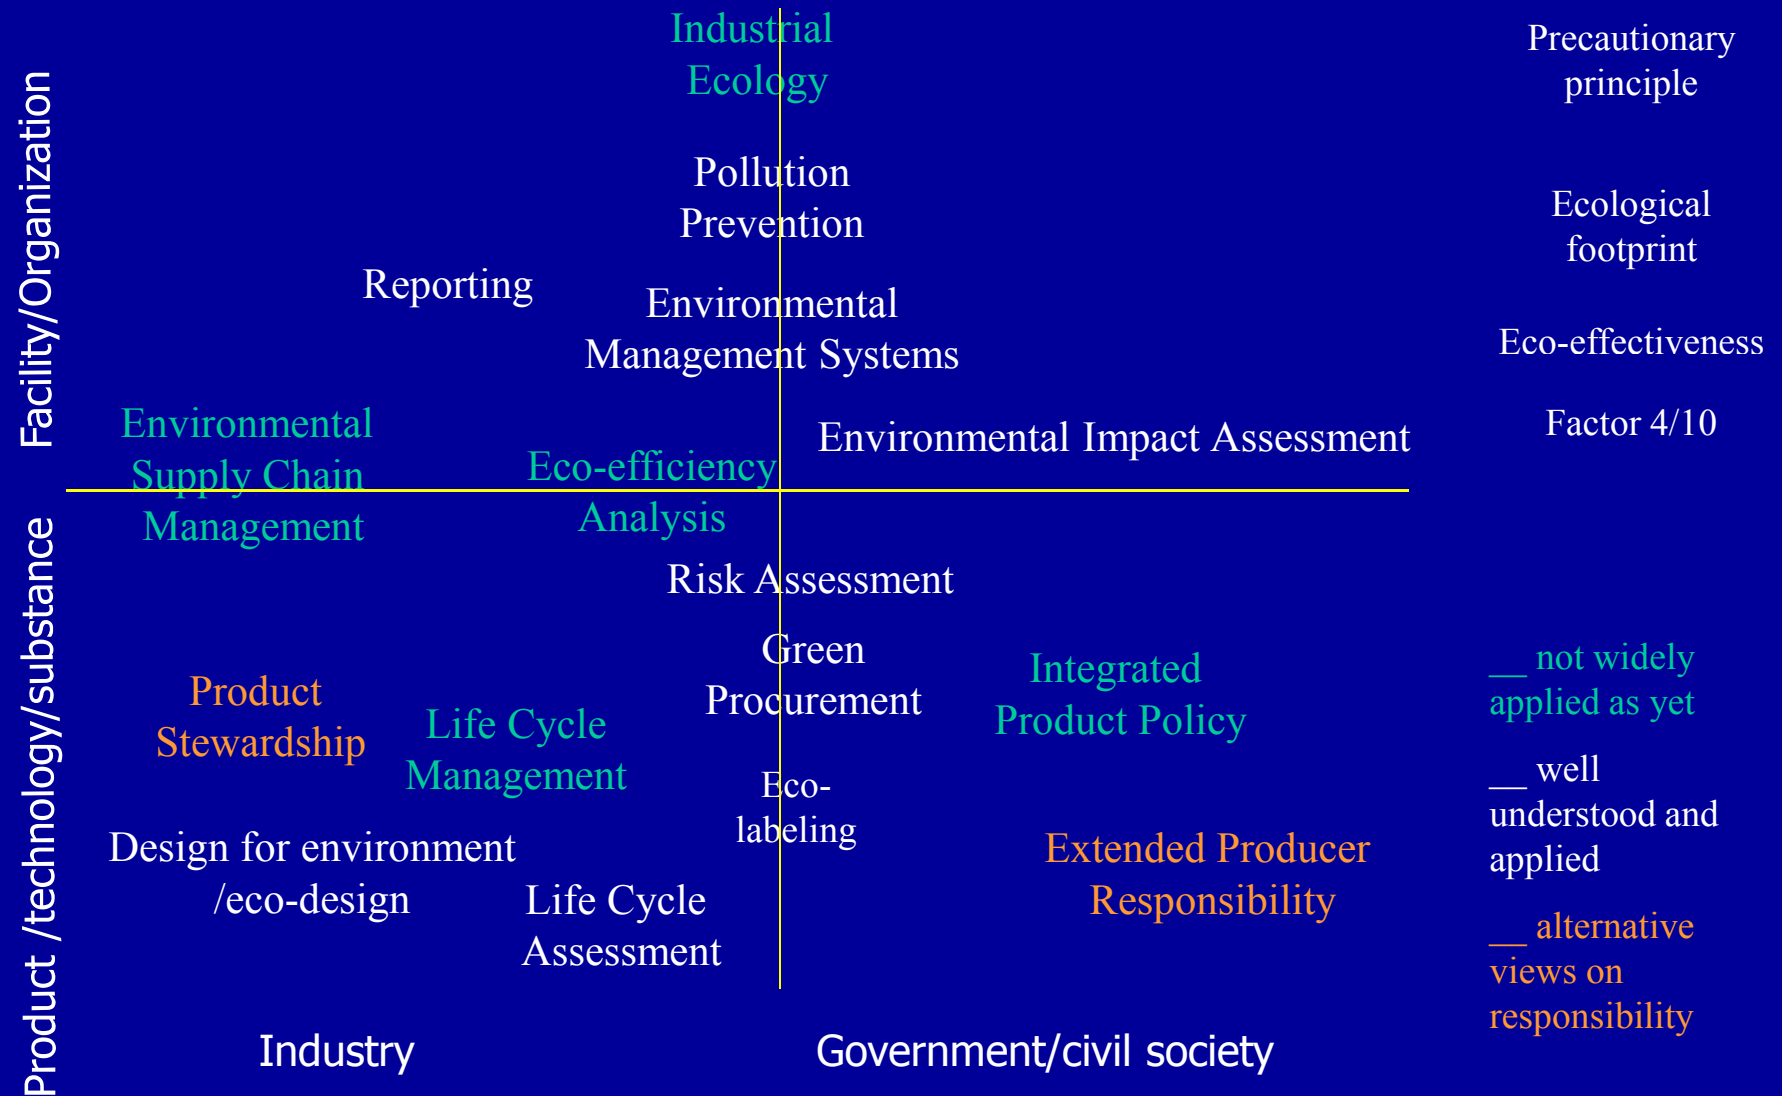 Industrial
Ecology
Precautionary
principle
Facility/Organization
Pollution
Prevention
Ecological
footprint
Reporting
Environmental
Management Systems
Eco-effectiveness
Environmental
Supply Chain
Management
Eco-efficiency
Analysis
Environmental Impact Assessment
Factor 4/10
Product /technology/substance
Risk Assessment
Green
Procurement
Integrated
Product Policy
__ not widely
applied as yet
Product
Stewardship
Life Cycle
Management
Eco-
labeling
__ well
understood and
applied
Design for environment
/eco-design
Life Cycle
Assessment
Extended Producer
Responsibility
__ alternative
views on
responsibility
Industry
Government/civil society